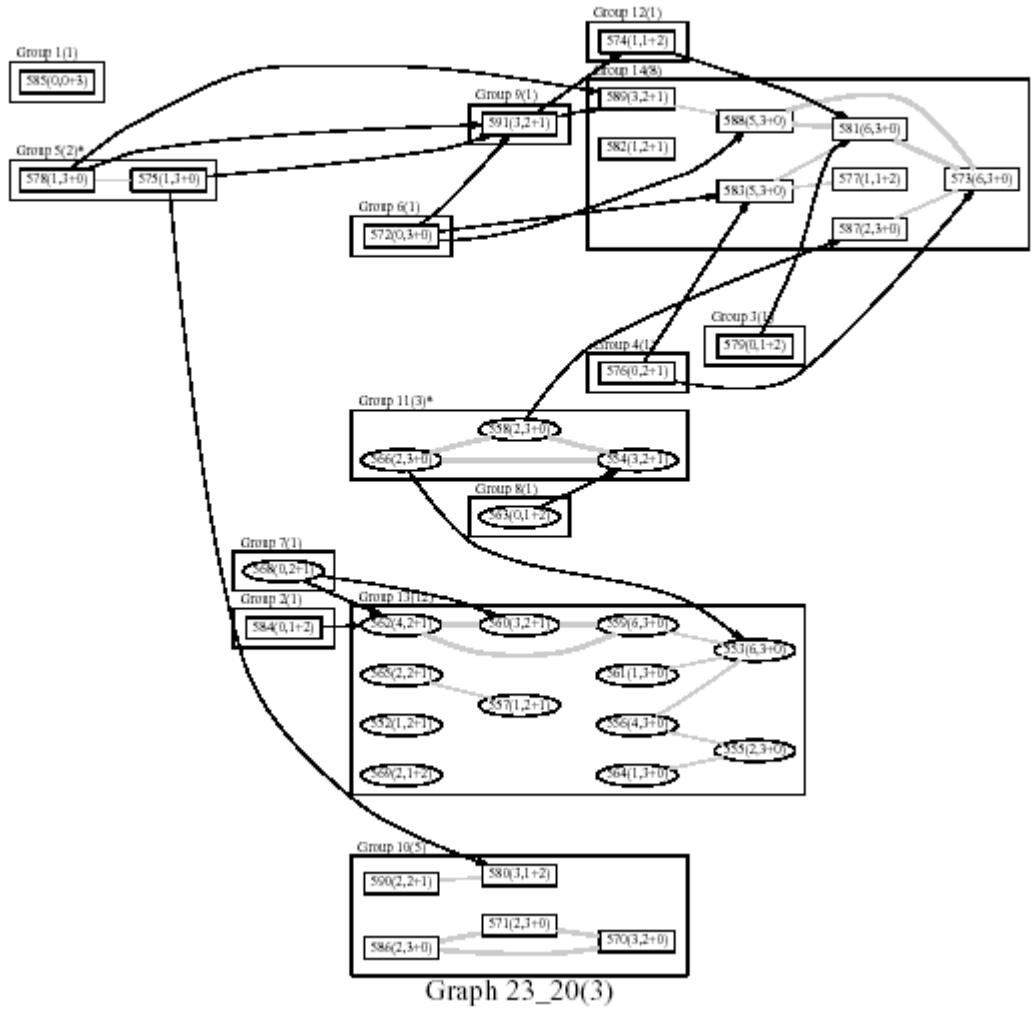 Group 12(1)
574(1,1+2)
Group 1(1)
585(0,0+3)
Group 14(8)
589(3,2+1)
Group 9(1)
591(3,2+1)
588(5,3+0)
581(6,3+0)
582(1,2+1)
Group 5(2)*
578(1,3+0)
575(1,3+0)
583(5,3+0)
577(1,1+2)
573(6,3+0)
Group 6(1)
572(0,3+0)
587(2,3+0)
Group 3(1)
579(0,1+2)
Group 4(1)
576(0,2+1)
Group 11(3)*
558(2,3+0)
566(2,3+0)
554(3,2+1)
Group 8(1)
563(0,1+2)
Group 7(1)
568(0,2+1)
Group 2(1)
584(0,1+2)
Group 13(12)
562(4,2+1)
560(3,2+1)
559(6,3+0)
553(6,3+0)
565(2,2+1)
561(1,3+0)
557(1,2+1)
552(1,2+1)
556(4,3+0)
555(2,3+0)
569(2,1+2)
564(1,3+0)
Group 10(5)
590(2,2+1)
580(3,1+2)
571(2,3+0)
586(2,3+0)
570(3,2+0)
Graph 23_20(3)